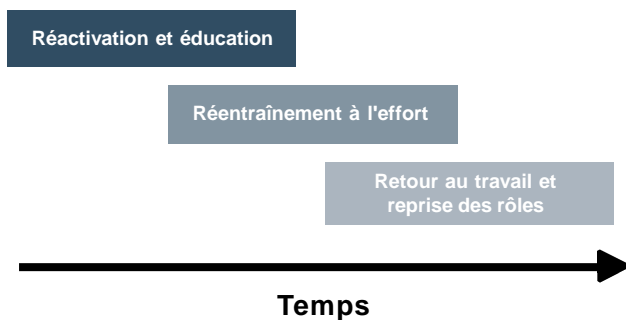 Réactivation et éducation
Réentraînement à l'effort
Retour au travail et
reprise des rôles
Temps